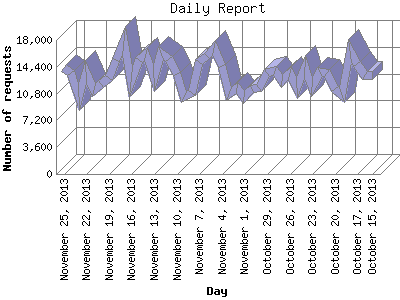 Daily Report
Number of requests
18,000
14,400
10,800
7,200
3,600
0
November 25, 2013
November 22, 2013
November 19, 2013
November 16, 2013
November 13, 2013
November 10, 2013
November 7, 2013
November 4, 2013
November 1, 2013
October 29, 2013
October 26, 2013
October 23, 2013
October 20, 2013
October 17, 2013
October 15, 2013
Day